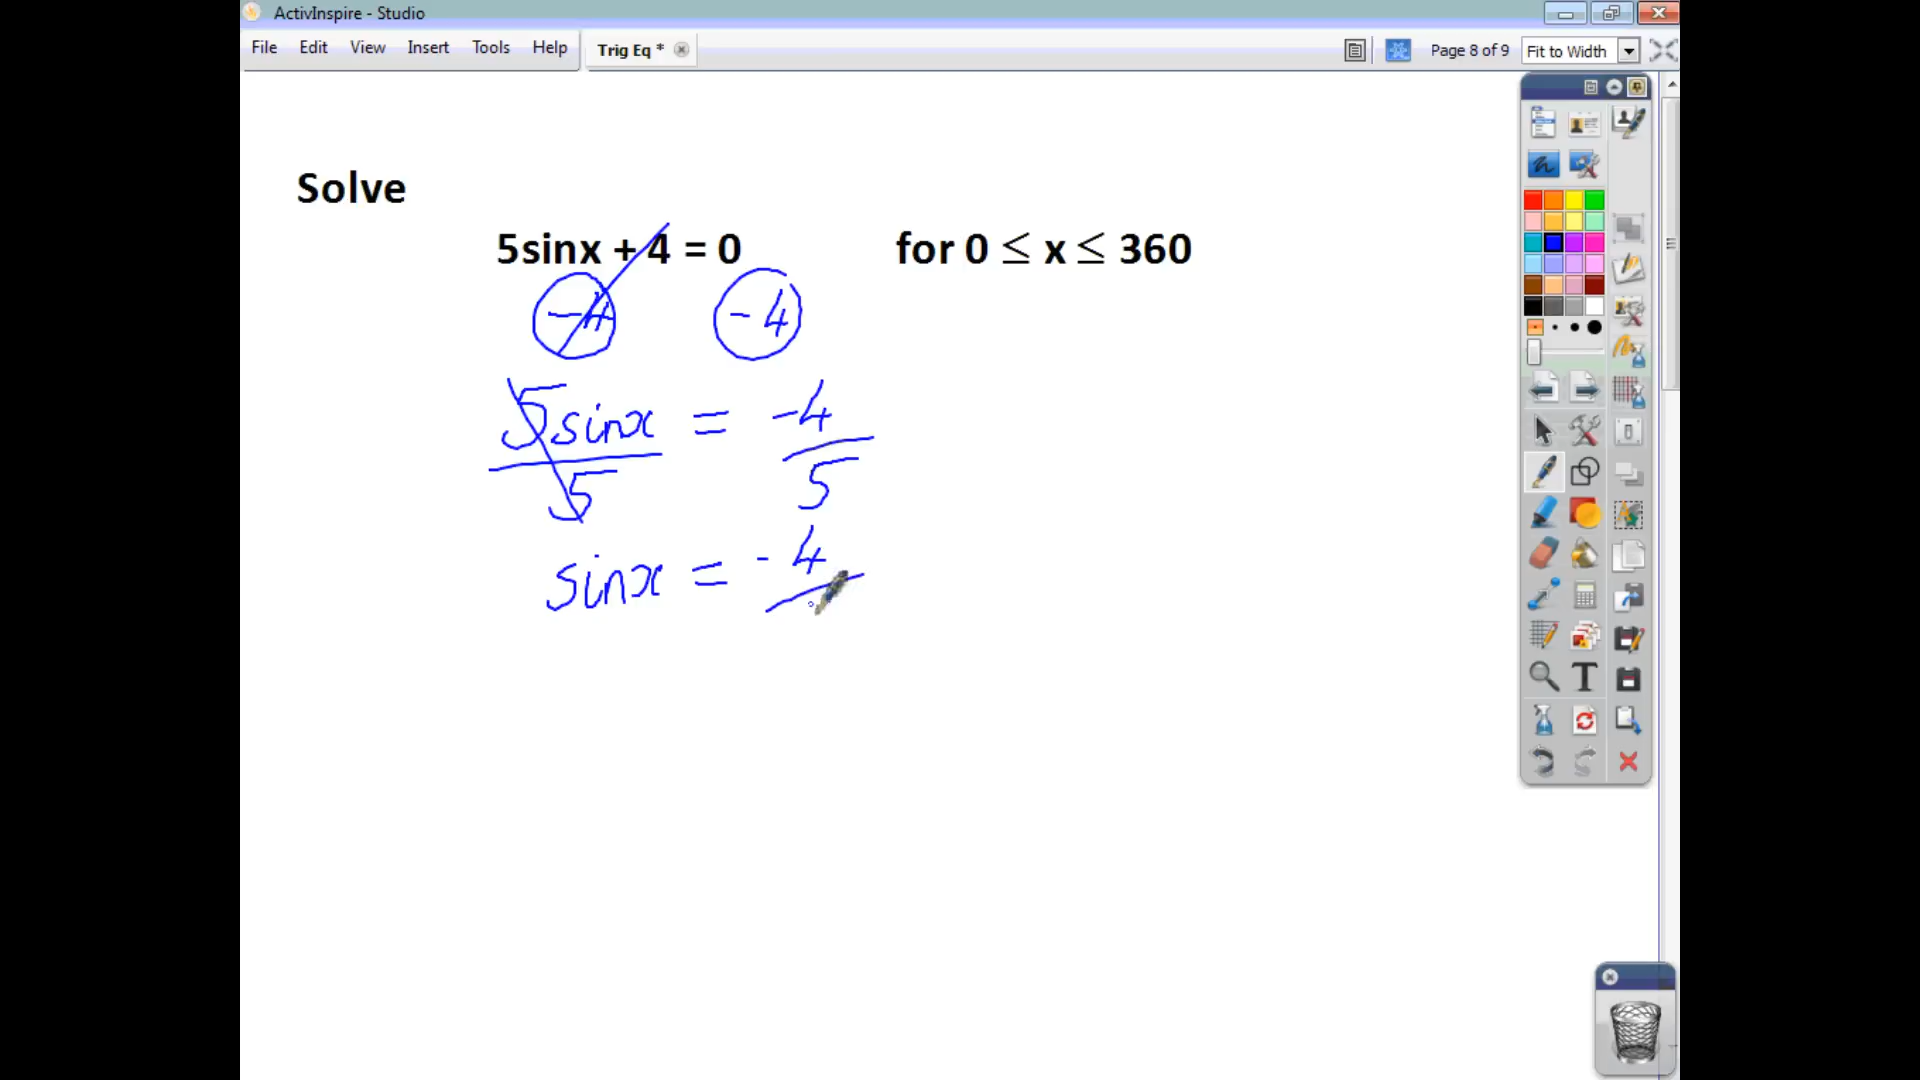 ActivInspire - Studio
File Edit View Insert Tools Help Trig Eq * Page 8 of 9 Fit to Width
Solve
5sinx + 4 = 0 for 0 ≤ x ≤ 360
-4 -4
5sinx = -4
5 5
sinx = -4
T